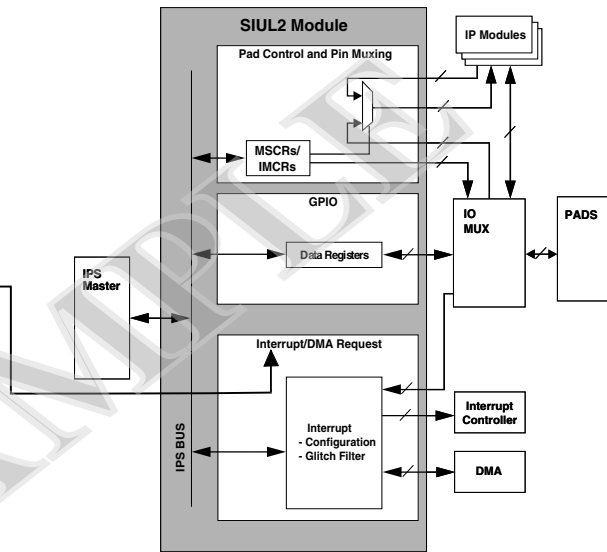 SIUL2 Module
Pad Control and Pin Muxing
IP Modules
MSCRs/
IMCRs
GPIO
IO
MUX
PADS
Data Registers
IPS
Master
Interrupt/DMA Request
Interrupt
- Configuration
- Glitch Filter
Interrupt
Controller
DMA
IPS BUS
AMPLE